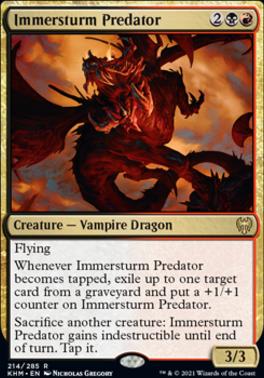 Immersturm Predator 2
Creature — Vampire Dragon
Flying
Whenever Immersturm Predator
becomes tapped, exile up to one target
card from a graveyard and put a +1/+1
counter on Immersturm Predator.
Sacrifice another creature: Immersturm
Predator gains indestructible until end
of turn. Tap it.
3/3
214/285 R
KHM • EN NICHOLAS GREGORY
™ & © 2021 Wizards of the Coast